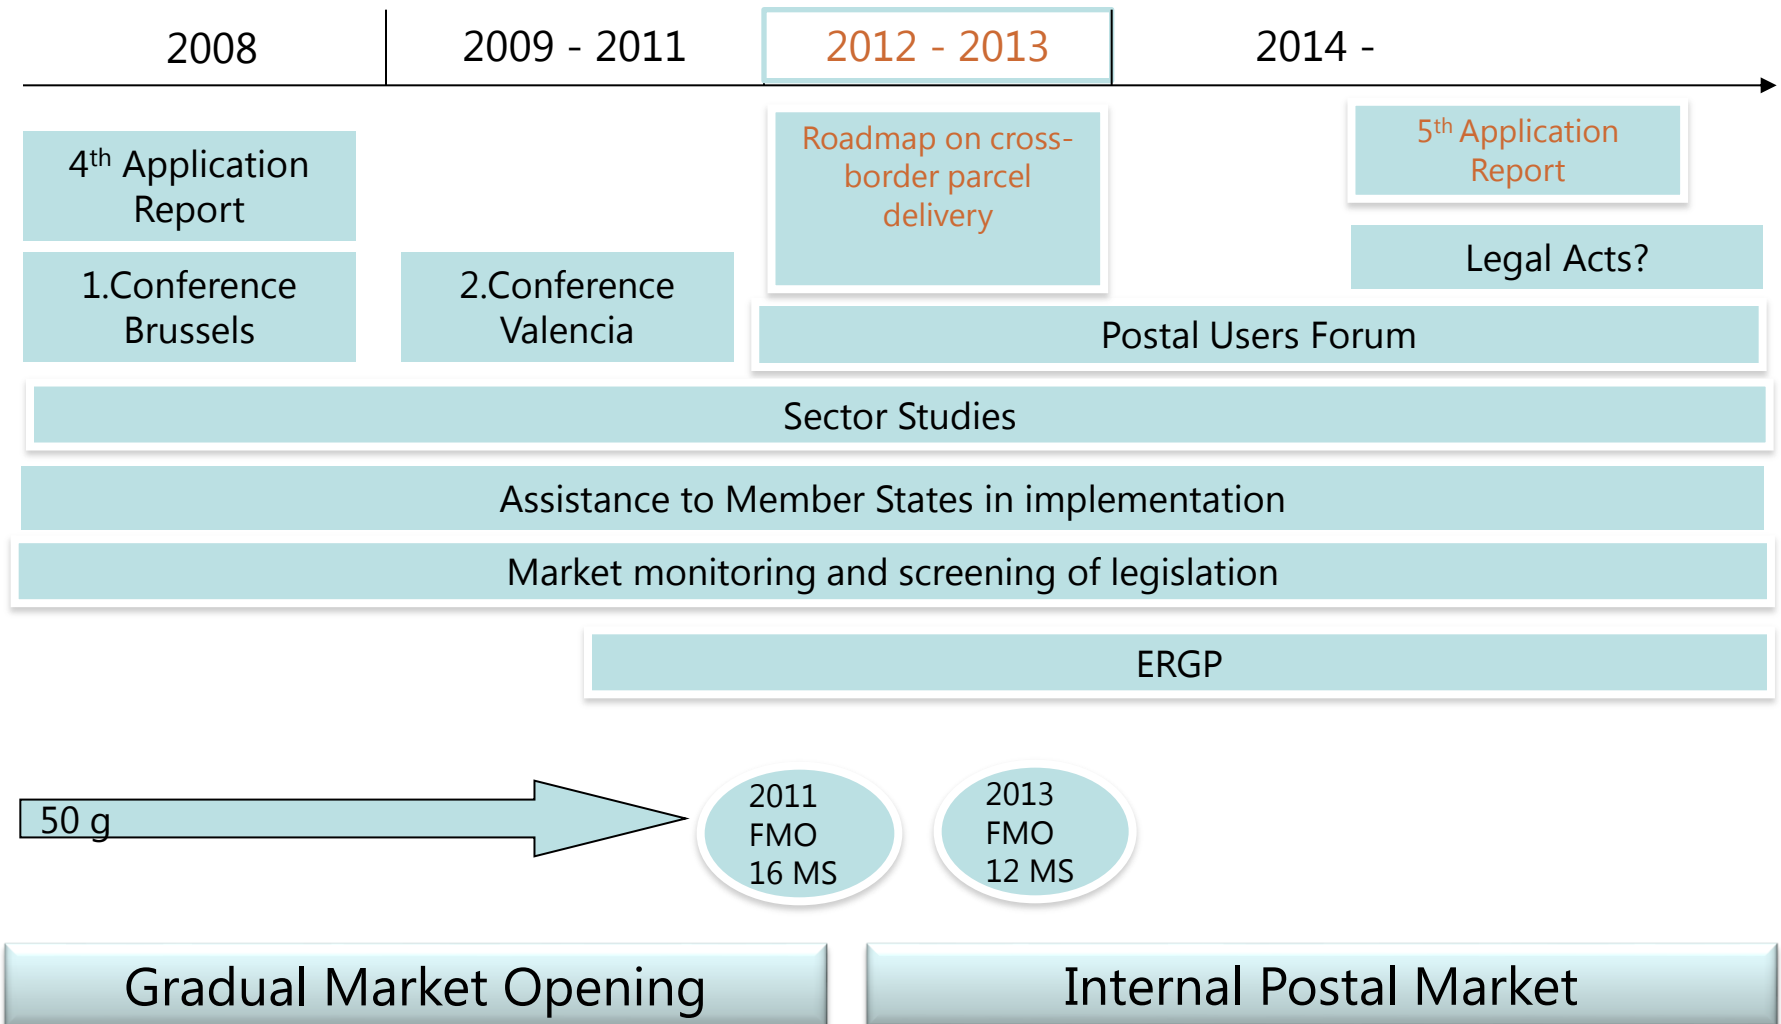 2008
2009 - 2011
2012 - 2013
2014 -
4th Application
Report
Roadmap on cross-
border parcel
delivery
5th Application
Report
1.Conference
Brussels
2.Conference
Valencia
Legal Acts?
Postal Users Forum
Sector Studies
Assistance to Member States in implementation
Market monitoring and screening of legislation
ERGP
50 g
2011
FMO
16 MS
2013
FMO
12 MS
Gradual Market Opening
Internal Postal Market